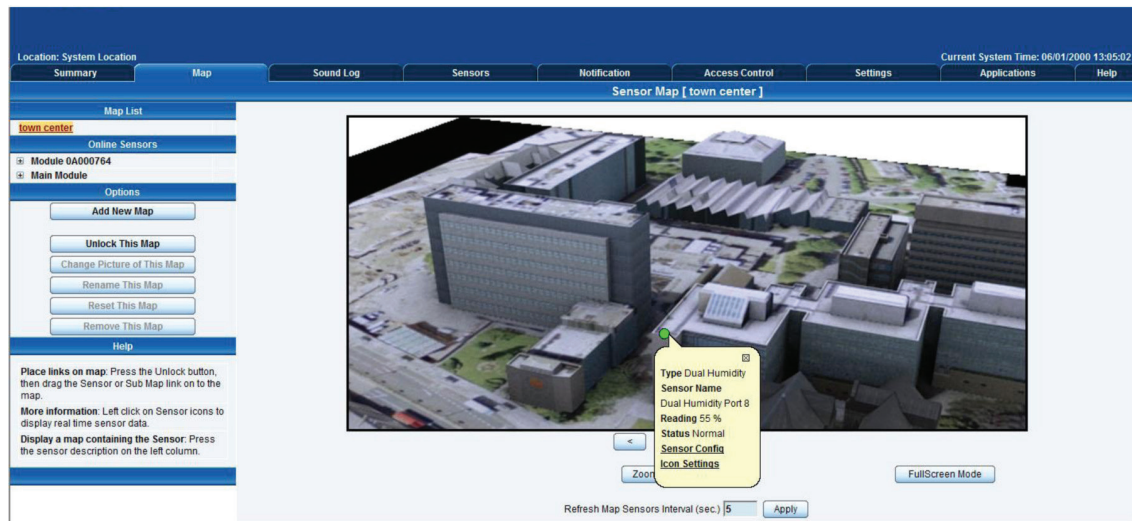 Location: System Location
Current System Time: 06/01/2000 13:05:02
Summary Map Sound Log Sensors Notification Access Control Settings Applications Help
Sensor Map [ town center ]
Map List
town center
Online Sensors
Module 0A000764
Main Module
Options
Add New Map
Unlock This Map
Change Picture of This Map
Rename This Map
Reset This Map
Remove This Map
Help
Place links on map: Press the Unlock button,
then drag the Sensor or Sub Map link on to the
map.
More information: Left click on Sensor icons to
display real time sensor data.
Display a map containing the Sensor: Press
the sensor description on the left column.
Type Dual Humidity
Sensor Name
Dual Humidity Port 8
Reading 55 %
Status Normal
Sensor Config
Icon Settings
<
Zoom
FullScreen Mode
Refresh Map Sensors Interval (sec.) 5 Apply